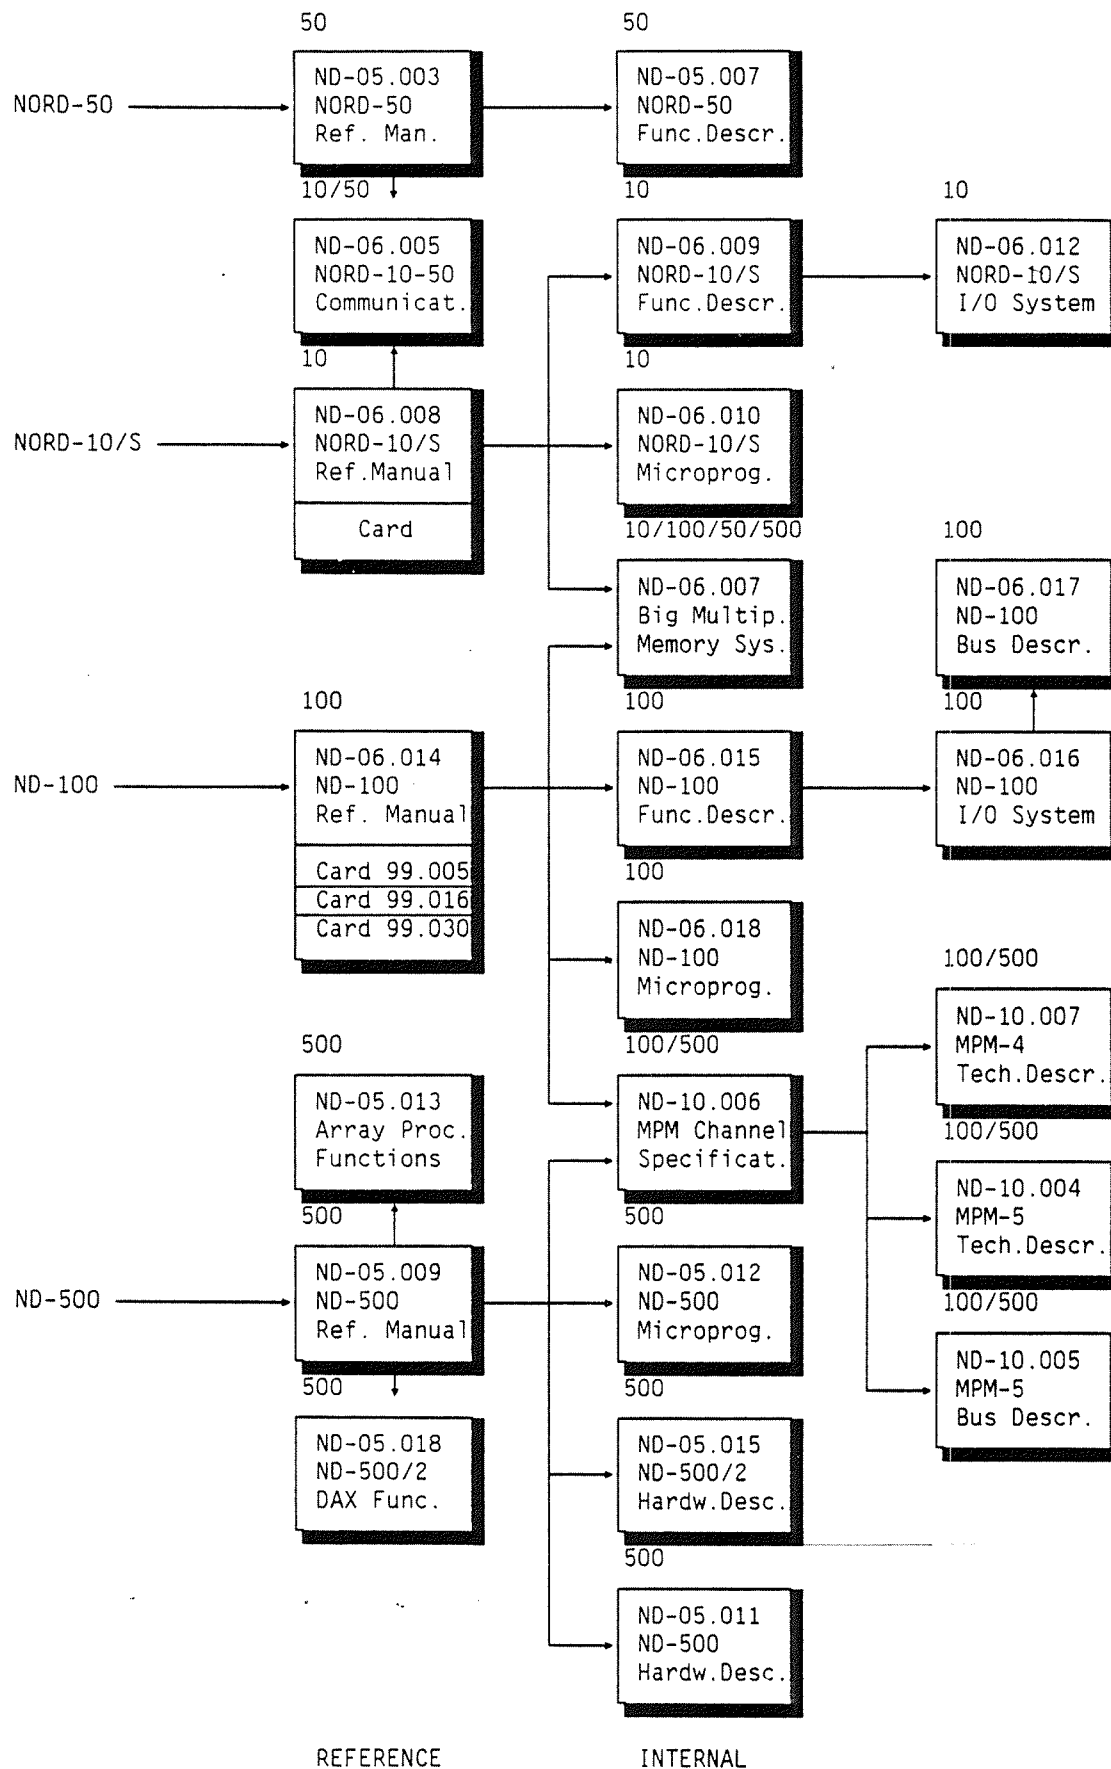 50
50
NORD-50
ND-05.003
NORD-50
Ref. Man.
ND-05.007
NORD-50
Func.Descr.
10/50
10
10
ND-06.005
NORD-10-50
Communicat.
ND-06.009
NORD-10/S
Func.Descr.
ND-06.012
NORD-10/S
I/O System
10
10
NORD-10/S
ND-06.008
NORD-10/S
Ref.Manual
Card
ND-06.010
NORD-10/S
Microprog.
10/100/50/500
100
ND-06.007
Big Multip.
Memory Sys.
ND-06.017
ND-100
Bus Descr.
100
100
100
ND-100
ND-06.014
ND-100
Ref. Manual
Card 99.005
Card 99.016
Card 99.030
ND-06.015
ND-100
Func.Descr.
ND-06.016
ND-100
I/O System
100
ND-06.018
ND-100
Microprog.
100/500
ND-10.007
MPM-4
Tech.Descr.
500
100/500
ND-05.013
Array Proc.
Functions
ND-10.006
MPM Channel
Specificat.
100/500
ND-10.004
MPM-5
Tech.Descr.
500
500
ND-500
ND-05.009
ND-500
Ref. Manual
ND-05.012
ND-500
Microprog.
100/500
ND-10.005
MPM-5
Bus Descr.
500
500
ND-05.018
ND-500/2
DAX Func.
ND-05.015
ND-500/2
Hardw.Desc.
500
ND-05.011
ND-500
Hardw.Desc.
REFERENCE
INTERNAL